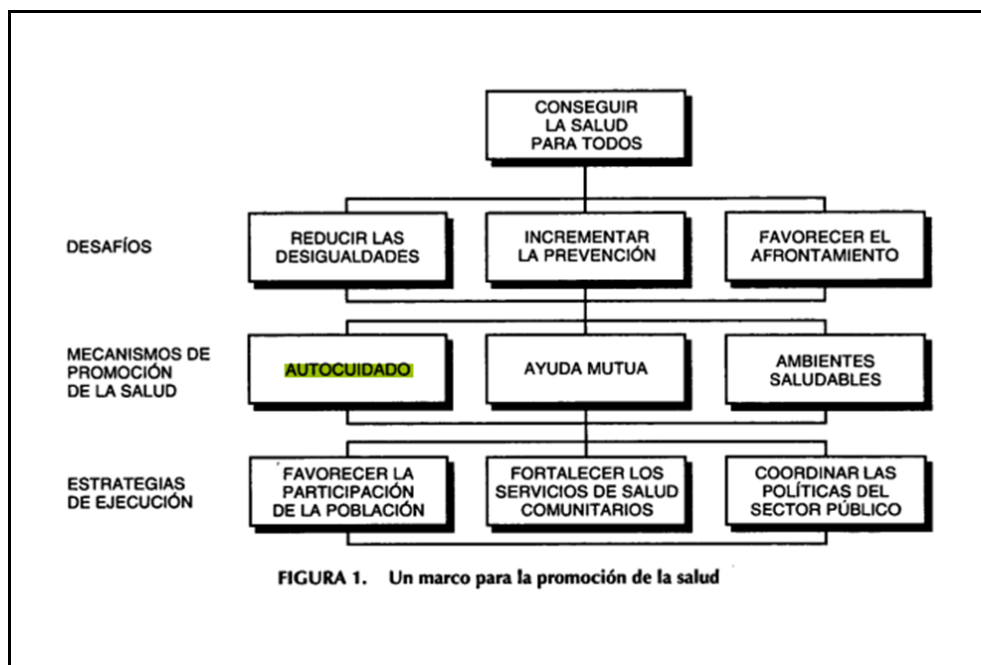 CONSEGUIR
LA SALUD
PARA TODOS
DESAFÍOS
REDUCIR LAS
DESIGUALDADES
INCREMENTAR
LA PREVENCIÓN
FAVORECER EL
AFRONTAMIENTO
MECANISMOS DE
PROMOCIÓN
DE LA SALUD
AUTOCUIDADO
AYUDA MUTUA
AMBIENTES
SALUDABLES
ESTRATEGIAS
DE EJECUCIÓN
FAVORECER LA
PARTICIPACIÓN
DE LA POBLACIÓN
FORTALECER LOS
SERVICIOS DE SALUD
COMUNITARIOS
COORDINAR LAS
POLÍTICAS DEL
SECTOR PÚBLICO
FIGURA 1. Un marco para la promoción de la salud